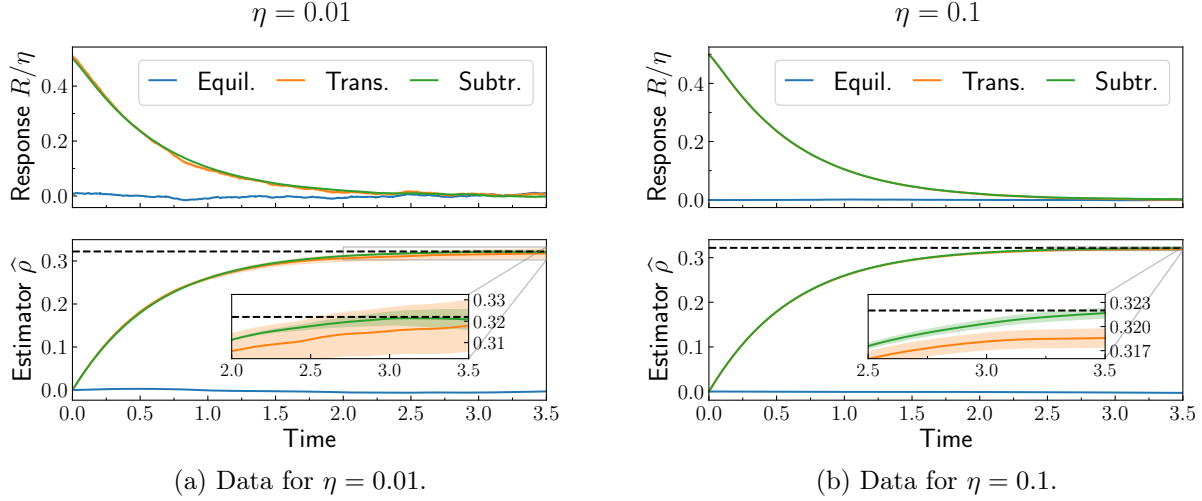 η = 0.01
η = 0.1
Response R/η
0.4
0.2
0.0
Equil.
Trans.
Subtr.
Response R/η
0.4
0.2
0.0
Equil.
Trans.
Subtr.
Estimator ρ̂
0.3
0.2
0.1
0.0
0.33
0.32
0.31
2.0 2.5 3.0 3.5
0.0 0.5 1.0 1.5 2.0 2.5 3.0 3.5
Time
Estimator ρ̂
0.3
0.2
0.1
0.0
0.323
0.320
0.317
2.5 3.0 3.5
0.0 0.5 1.0 1.5 2.0 2.5 3.0 3.5
Time
(a) Data for η = 0.01.
(b) Data for η = 0.1.